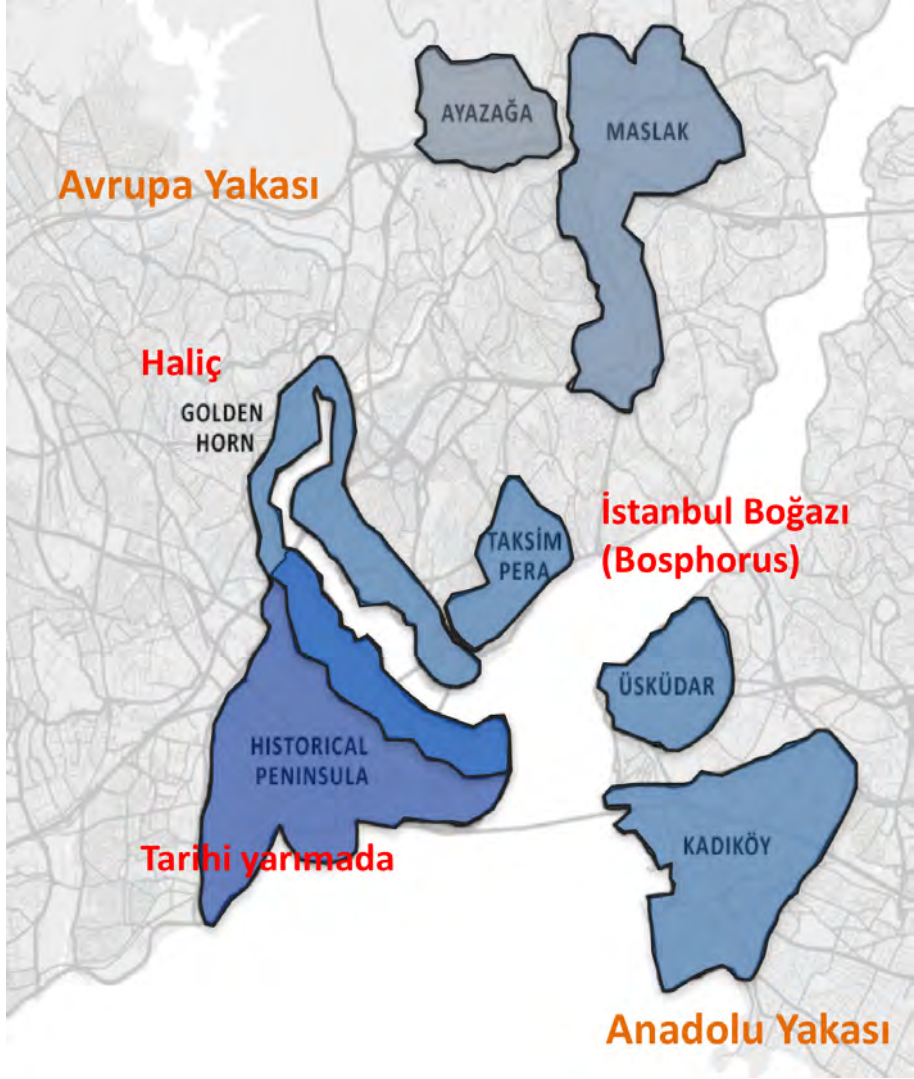 AYAZAĞA
MASLAK
Avrupa Yakası
Haliç
GOLDEN
HORN
İstanbul Boğazı
(Bosphorus)
TAKSİM
PERA
ÜSKÜDAR
HISTORICAL
PENINSULA
KADIKÖY
Tarihi yarımada
Anadolu Yakası